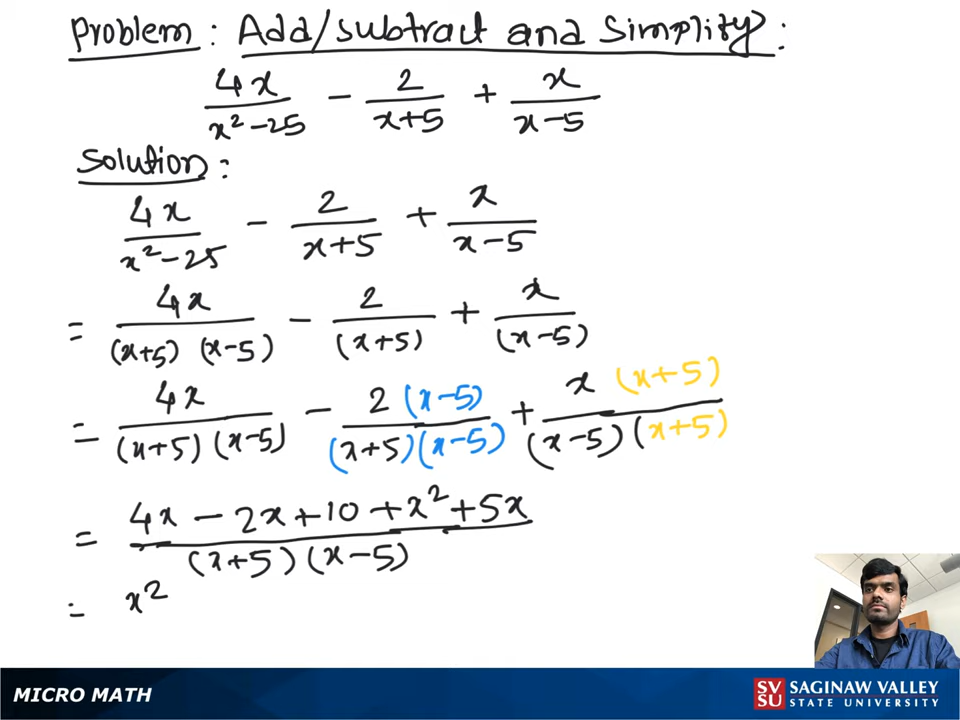 Problem: Add/subtract and Simplify:
4x/(x²-25) - 2/(x+5) + x/(x-5)
Solution:
4x/(x²-25) - 2/(x+5) + x/(x-5)
= 4x/((x+5)(x-5)) - 2/(x+5) + x/(x-5)
= 4x/((x+5)(x-5)) - 2(x-5)/((x+5)(x-5)) + x(x+5)/((x-5)(x+5))
= (4x - 2x + 10 + x² + 5x)/((x+5)(x-5))
= x²
MICRO MATH
SV SU SAGINAW VALLEY
STATE UNIVERSITY